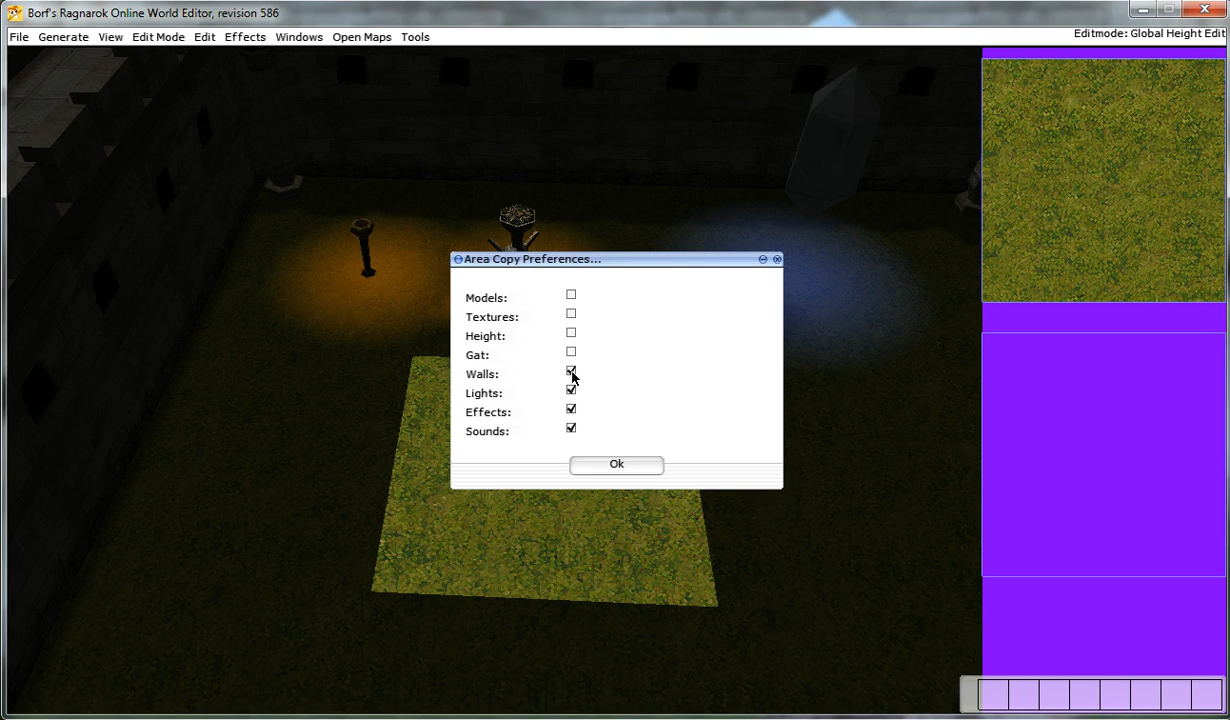 Borf's Ragnarok Online World Editor, revision 586
File Generate View Edit Mode Edit Effects Windows Open Maps Tools
Editmode: Global Height Edit
Area Copy Preferences...
Models:
Textures:
Height:
Gat:
Walls:
Lights:
Effects:
Sounds:
Ok